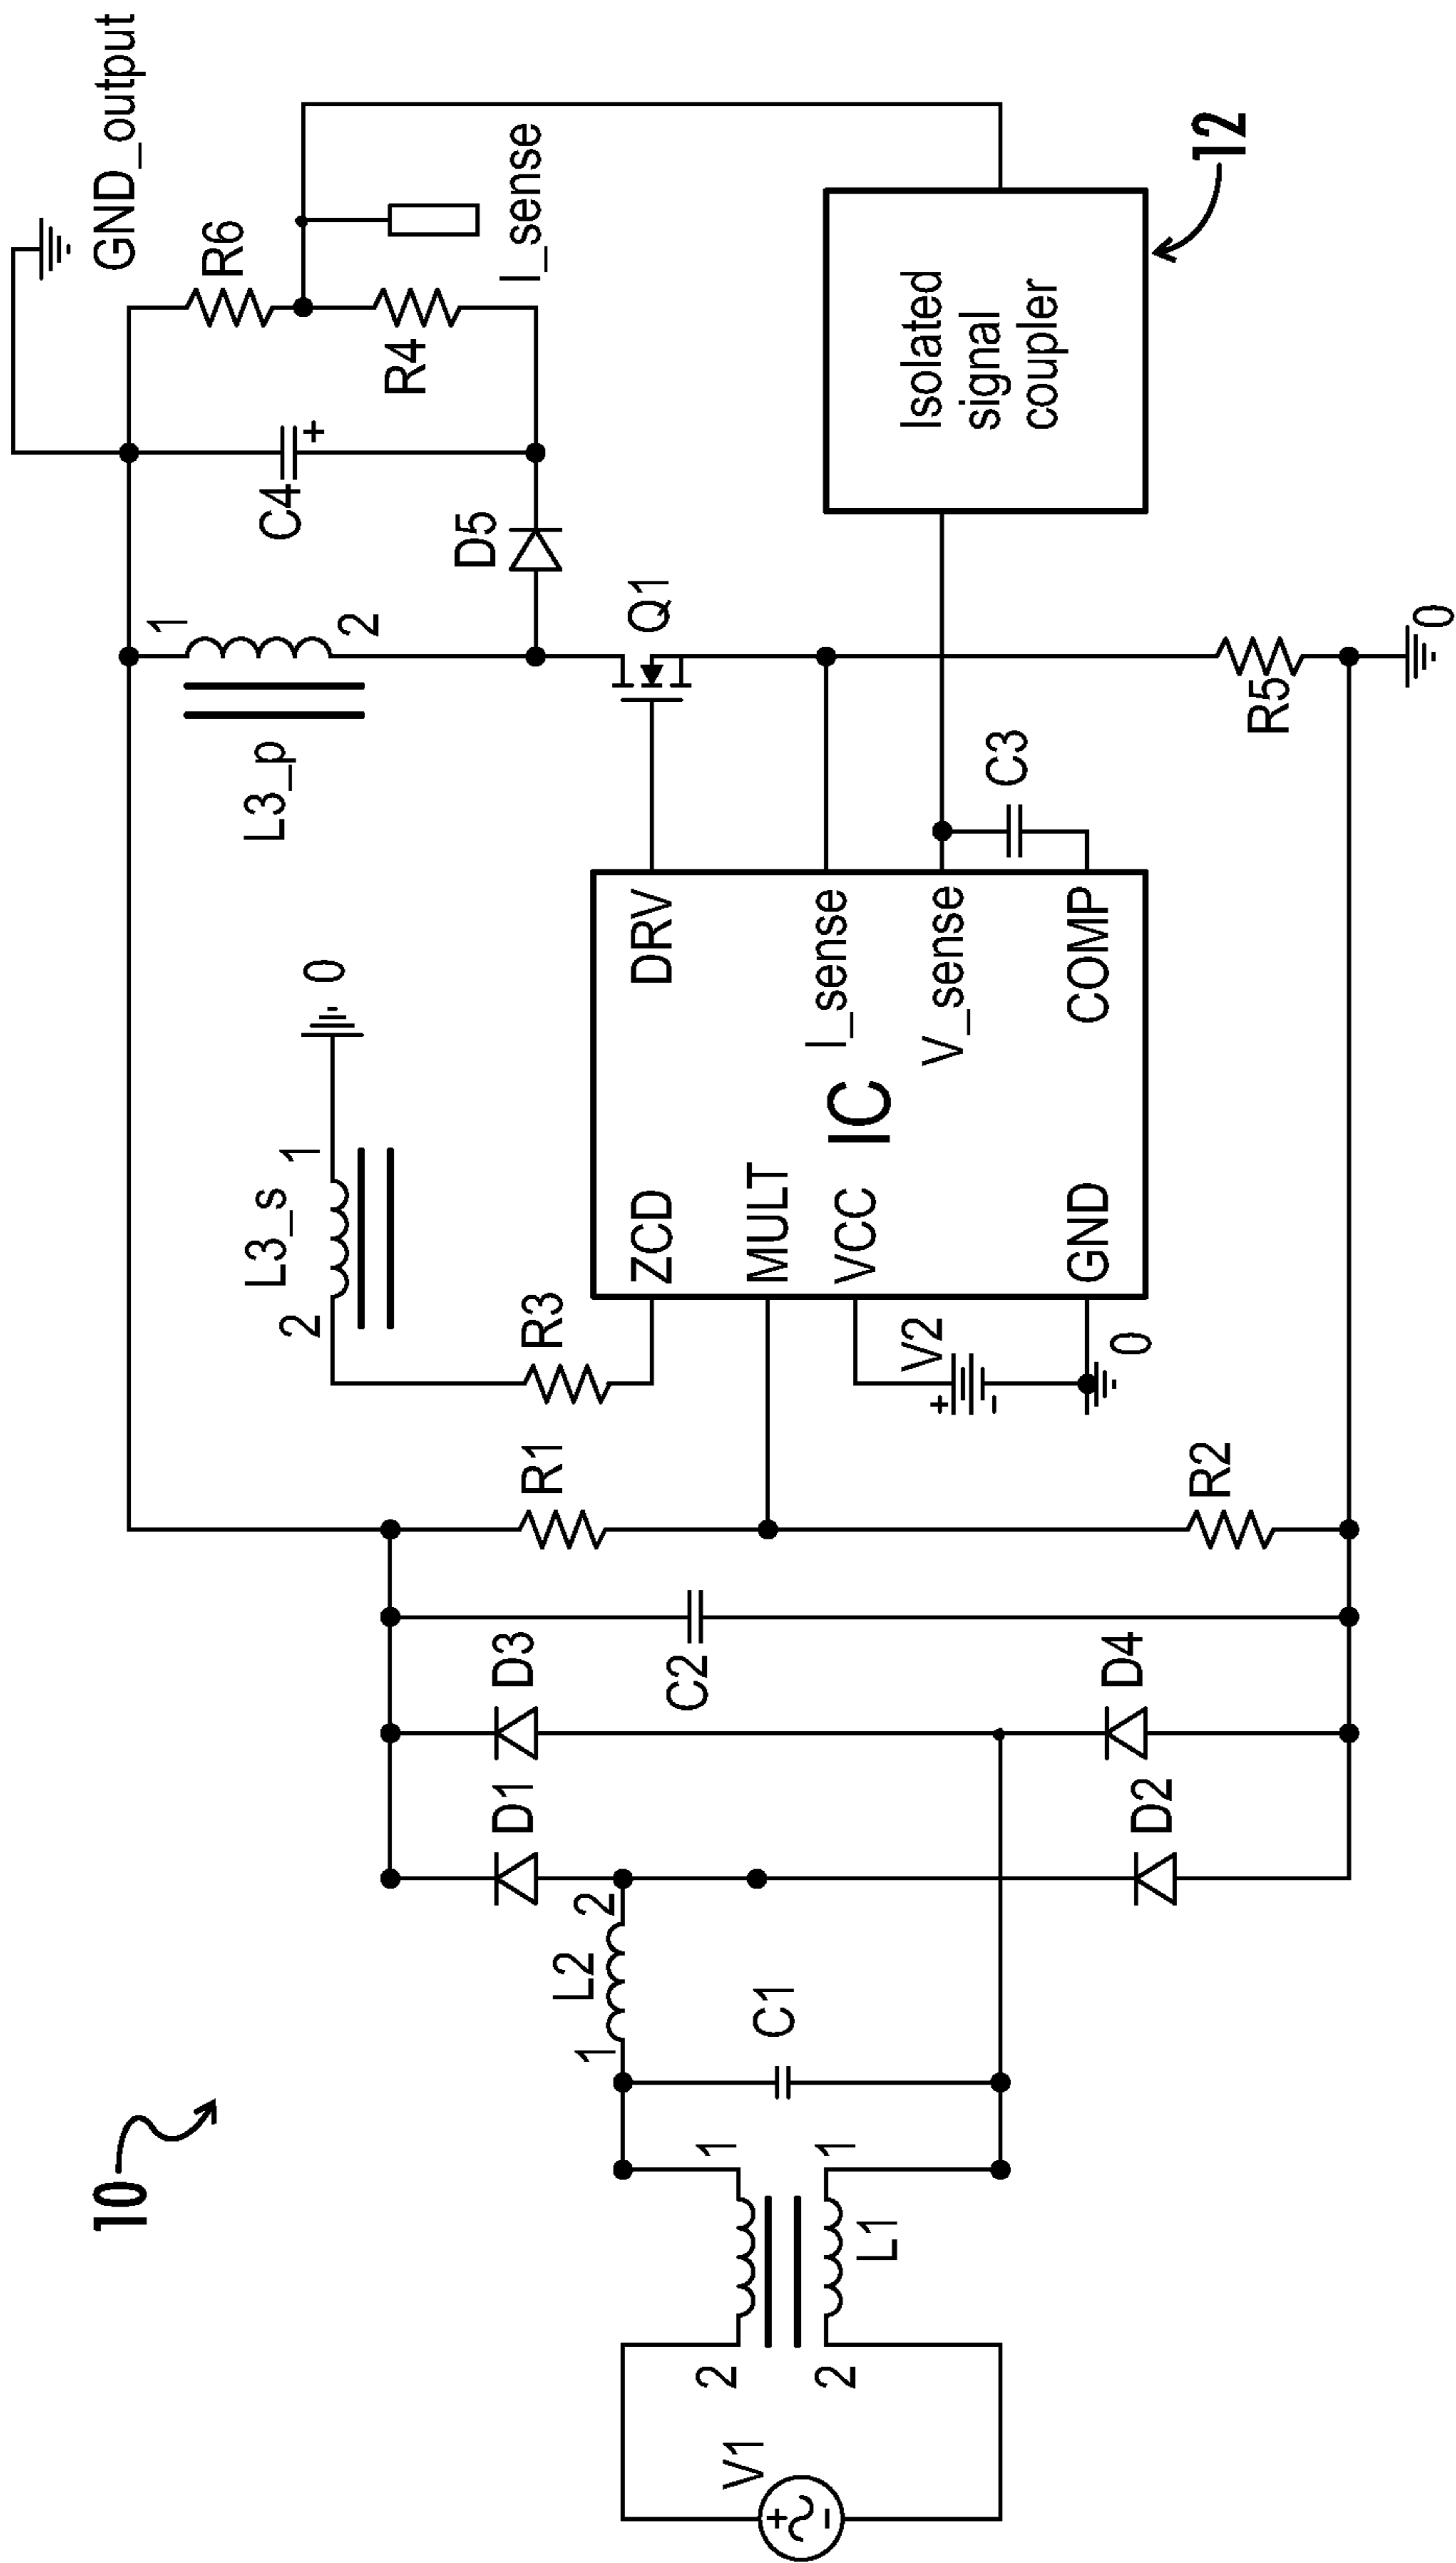 10
GND_output
R6
I_sense
C4
+
R4
L3_p
1
2
D5
Q1
L3_s
2
1
0
R3
R1
D1
D3
C2
ZCD
DRV
MULT
I_sense
IC
VCC
V_sense
GND
COMP
V2
+
-
0
C3
Isolated
signal
coupler
12
L2
1
2
C1
V1
+
-
2
1
2
1
L1
D2
D4
R2
R5
0